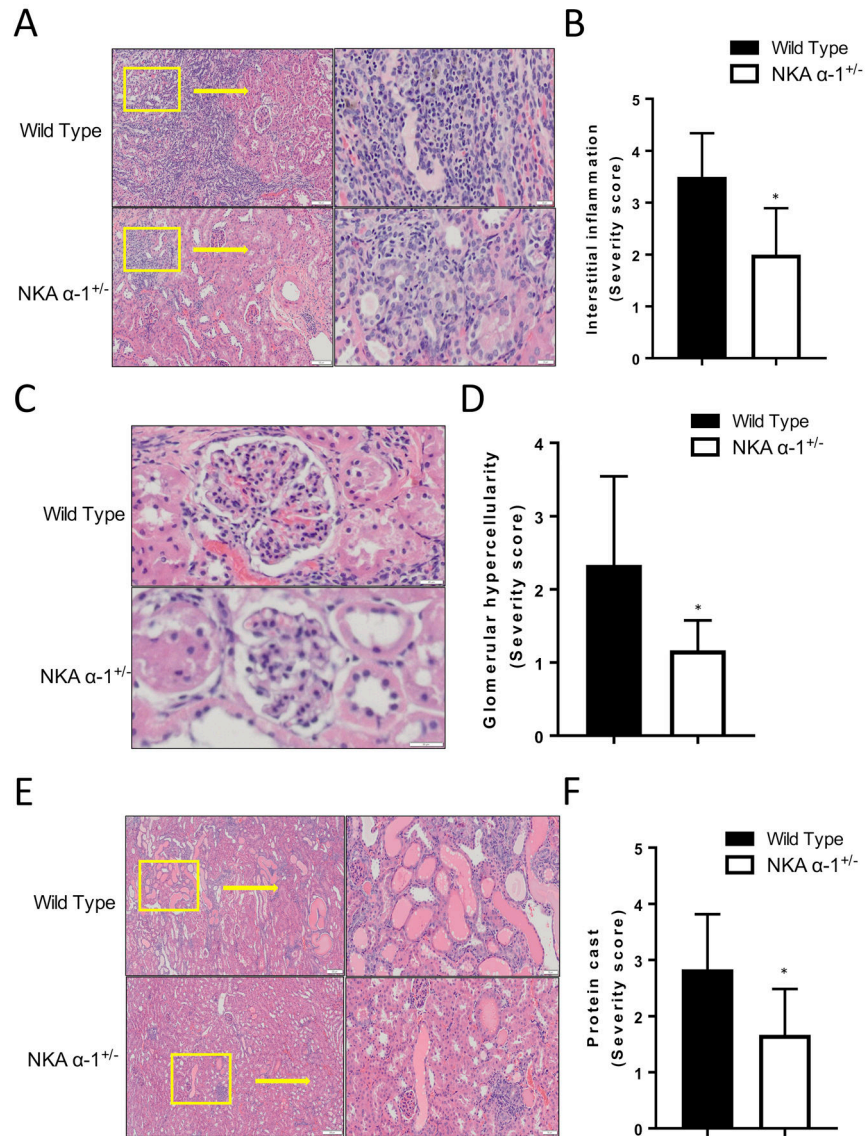 A
Wild Type
NKA α-1+/-
B
Wild Type
NKA α-1+/-
Interstitial inflammation
(Severity score)
5
4
3
2
1
0
*
C
Wild Type
NKA α-1+/-
D
Wild Type
NKA α-1+/-
Glomerular hypercellularity
(Severity score)
4
3
2
1
0
*
E
Wild Type
NKA α-1+/-
F
Wild Type
NKA α-1+/-
Protein cast
(Severity score)
5
4
3
2
1
0
*